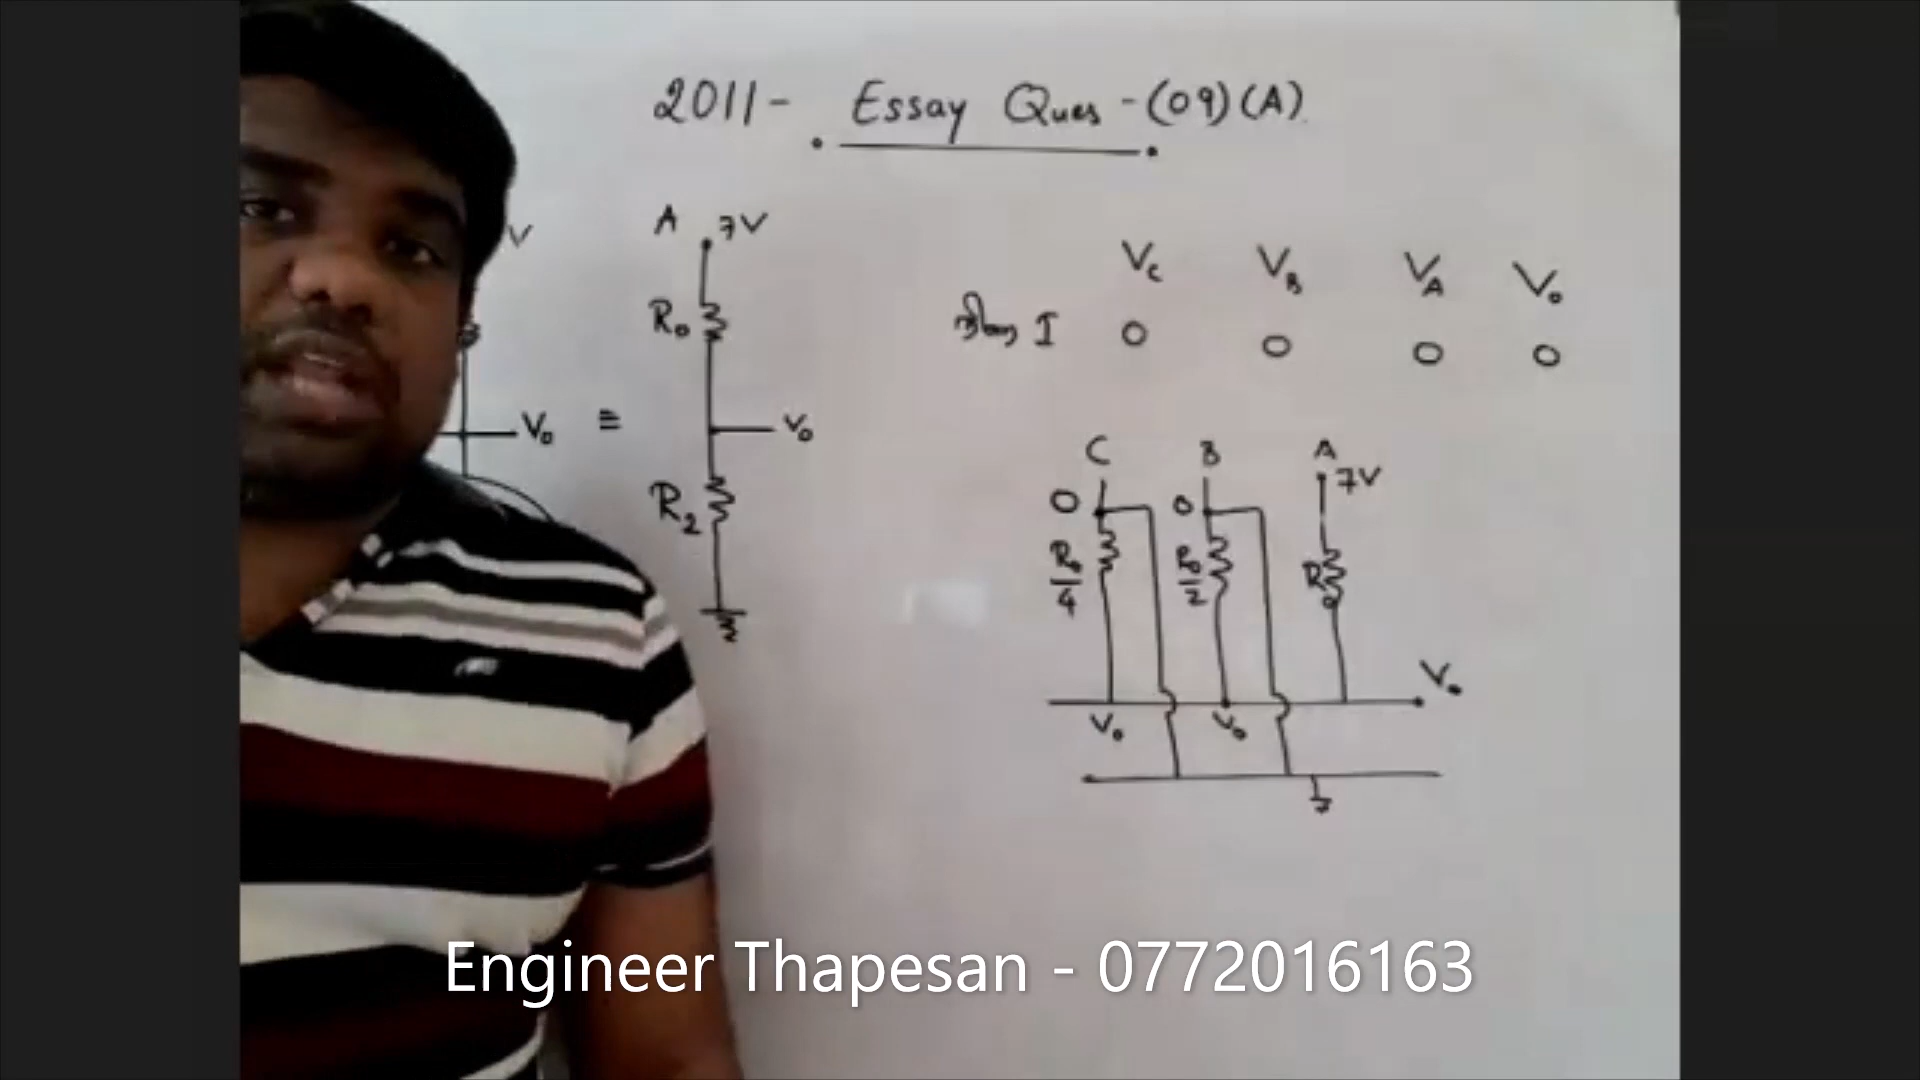 2011 - Essay Ques - (09) (A)
V
A 7V
R₀
V₀ ≡ V₀
R₂
V_C V_B V_A V₀
நிலை I 0 0 0 0
C B A
0 0 7V
R₀/4 R₀/2 R₀
V₀
V₀ V₀
Engineer Thapesan - 0772016163